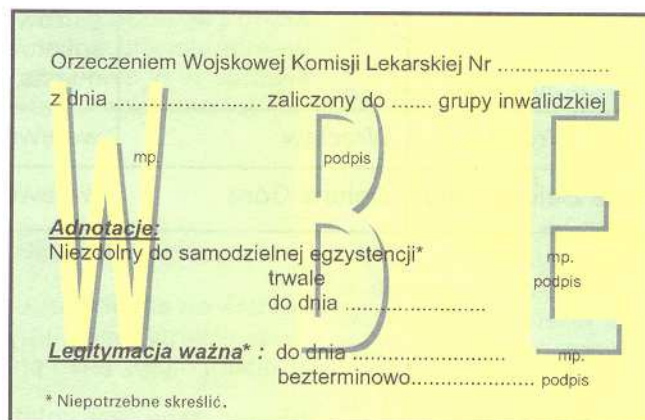 Orzeczeniem Wojskowej Komisji Lekarskiej Nr ...................
z dnia ......................... zaliczony do ....... grupy inwalidzkiej
W B E
mp. podpis
Adnotacje:
Niezdolny do samodzielnej egzystencji*
trwale mp.
do dnia ........................ podpis
Legitymacja ważna* : do dnia .......................... mp.
bezterminowo..................... podpis
* Niepotrzebne skreślić.